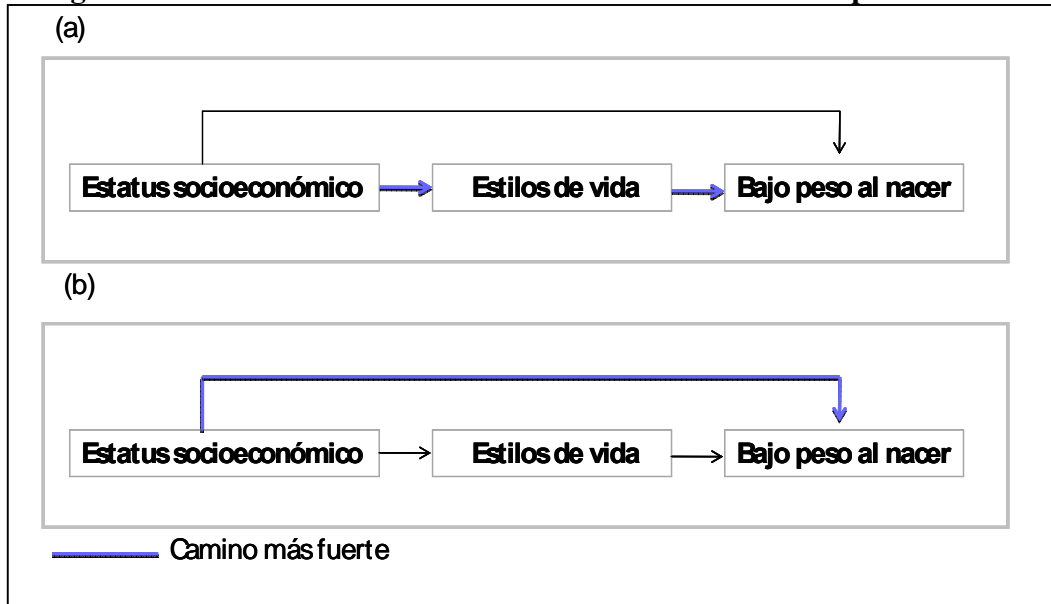 (a)
Estatus socioeconómico
Estilos de vida
Bajo peso al nacer
(b)
Estatus socioeconómico
Estilos de vida
Bajo peso al nacer
Camino más fuerte